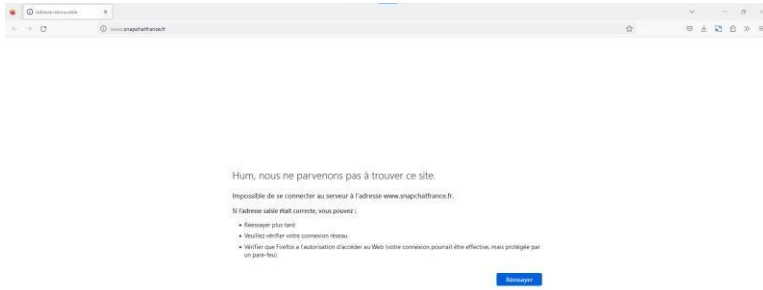 Adresse introuvable
www.snapchatfrance.fr
Hum, nous ne parvenons pas à trouver ce site.
Impossible de se connecter au serveur à l'adresse www.snapchatfrance.fr.
Si l'adresse saisie était correcte, vous pouvez :
Réessayer plus tard
Veuillez vérifier votre connexion réseau
Vérifier que Firefox a l'autorisation d'accéder au Web (votre connexion pourrait être effective, mais protégée par
un pare-feu)
Réessayer